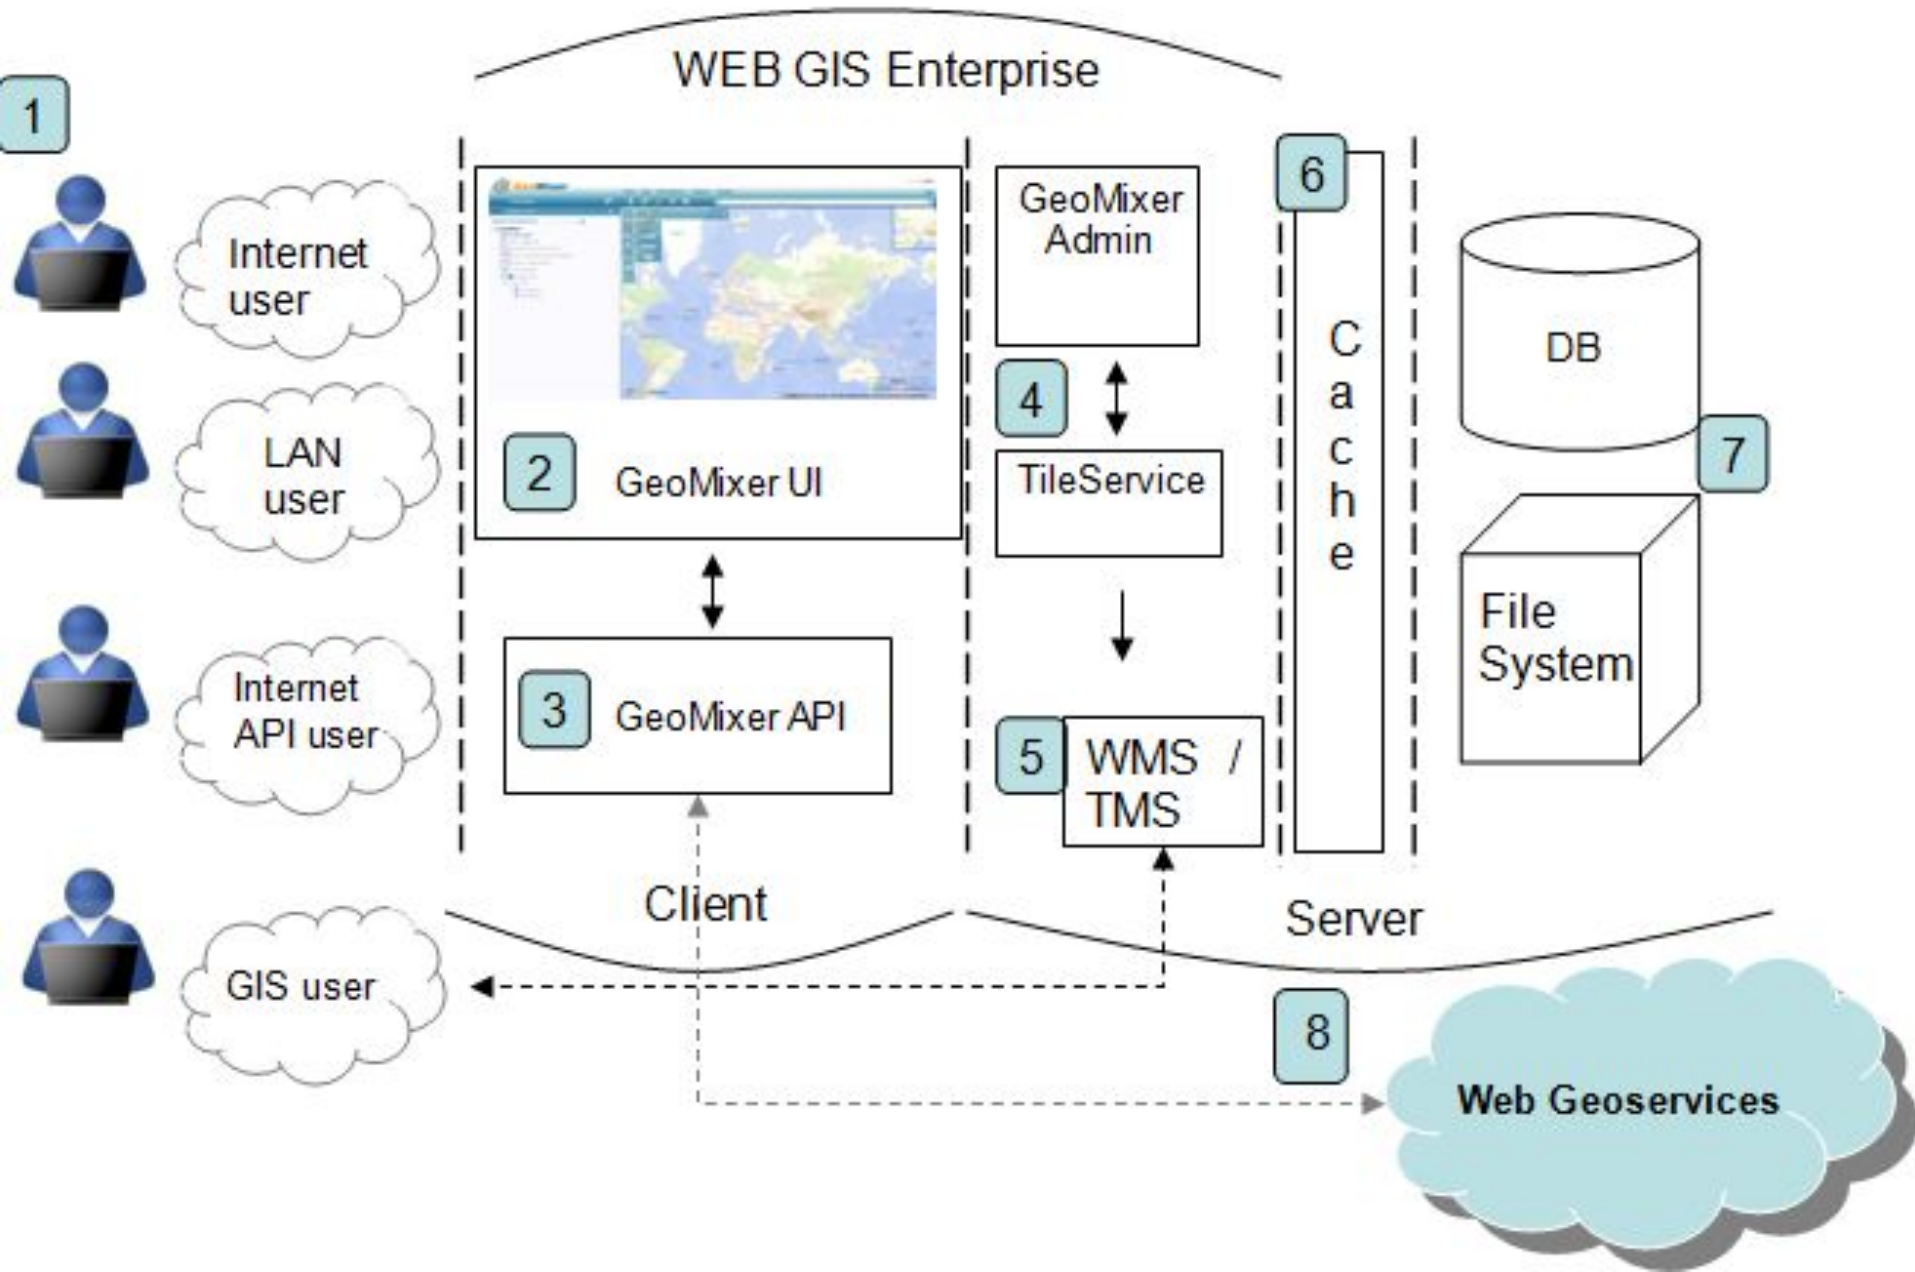 WEB GIS Enterprise
1
Internet
user
LAN
user
Internet
API user
GIS user
2
GeoMixer UI
3
GeoMixer API
Client
GeoMixer
Admin
4
TileService
5
WMS /
TMS
6
C
a
c
h
e
DB
7
File
System
Server
8
Web Geoservices